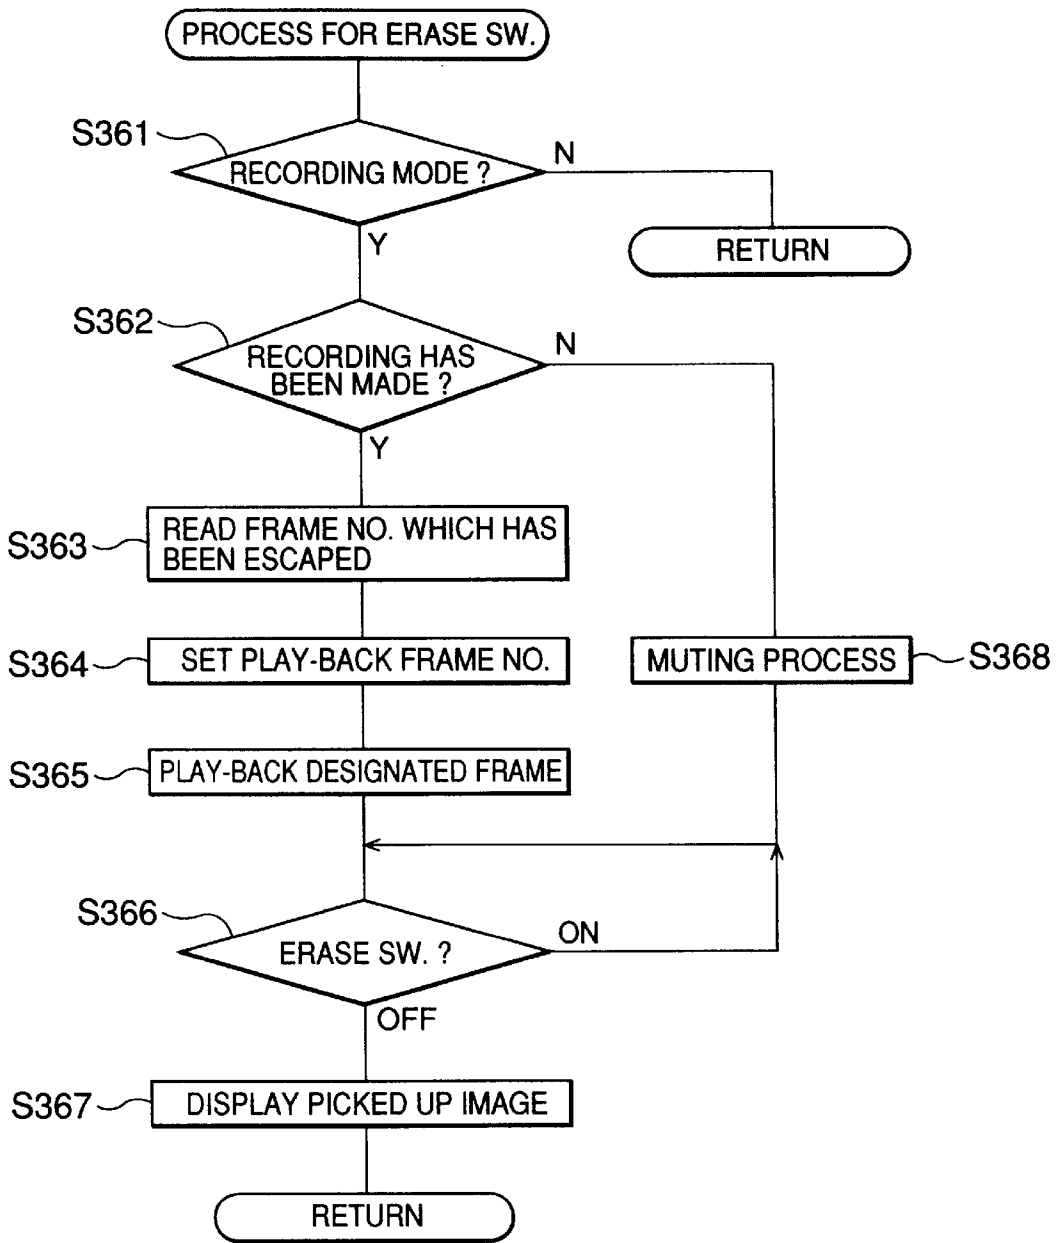 PROCESS FOR ERASE SW.
S361
RECORDING MODE ?
N
RETURN
Y
S362
RECORDING HAS
BEEN MADE ?
N
Y
S363
READ FRAME NO. WHICH HAS
BEEN ESCAPED
S364
SET PLAY-BACK FRAME NO.
MUTING PROCESS
S368
S365
PLAY-BACK DESIGNATED FRAME
S366
ERASE SW. ?
ON
OFF
S367
DISPLAY PICKED UP IMAGE
RETURN